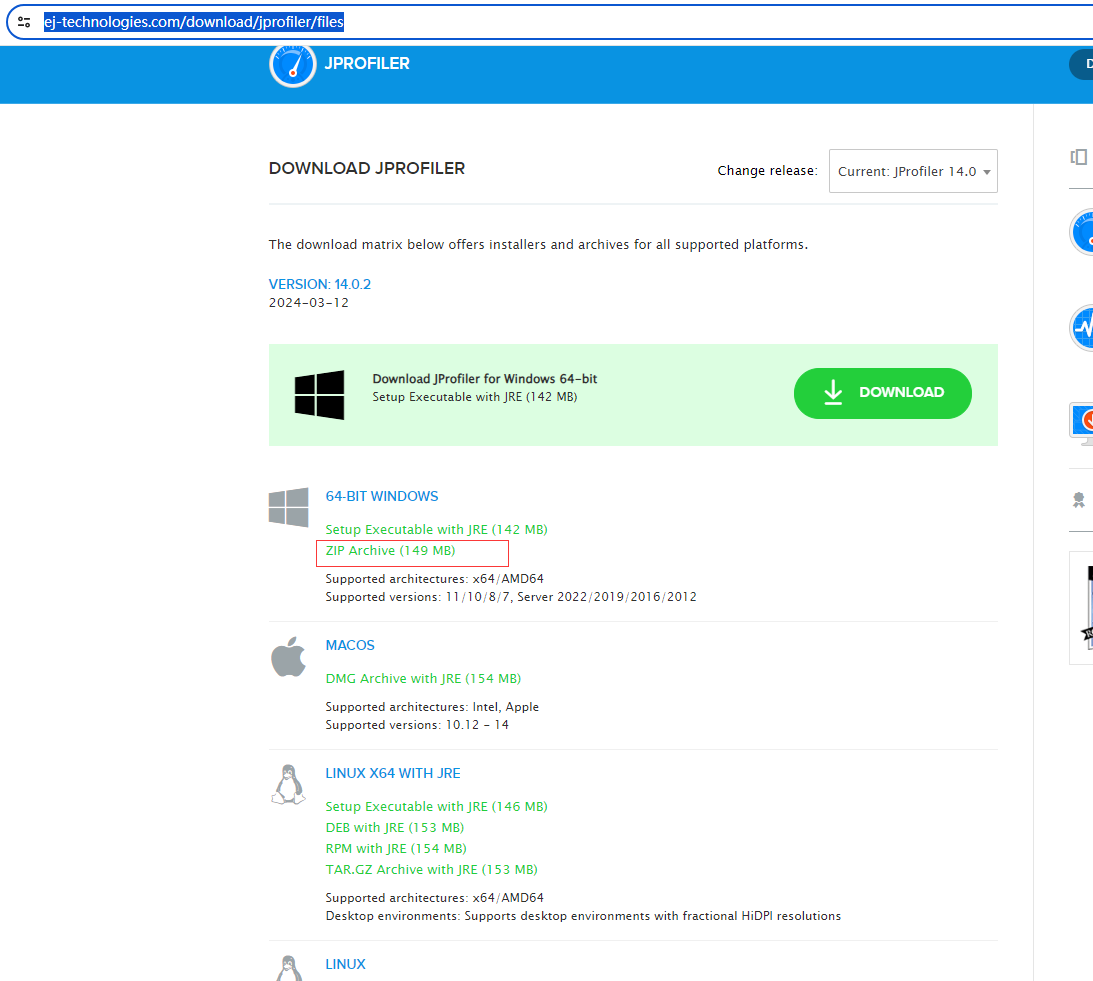 ej-technologies.com/download/jprofiler/files
JPROFILER
D
DOWNLOAD JPROFILER
Change release:
Current: JProfiler 14.0
The download matrix below offers installers and archives for all supported platforms.
VERSION: 14.0.2
2024-03-12
Download JProfiler for Windows 64-bit
Setup Executable with JRE (142 MB)
DOWNLOAD
64-BIT WINDOWS
Setup Executable with JRE (142 MB)
ZIP Archive (149 MB)
Supported architectures: x64/AMD64
Supported versions: 11/10/8/7, Server 2022/2019/2016/2012
MACOS
DMG Archive with JRE (154 MB)
Supported architectures: Intel, Apple
Supported versions: 10.12 - 14
LINUX X64 WITH JRE
Setup Executable with JRE (146 MB)
DEB with JRE (153 MB)
RPM with JRE (154 MB)
TAR.GZ Archive with JRE (153 MB)
Supported architectures: x64/AMD64
Desktop environments: Supports desktop environments with fractional HiDPI resolutions
LINUX